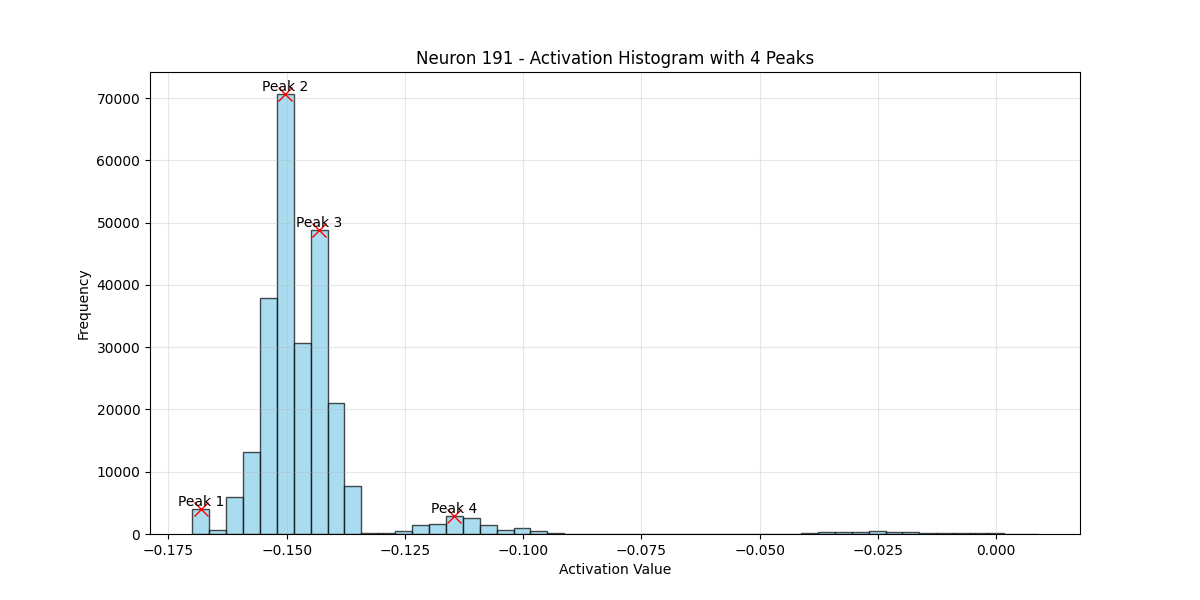 Neuron 191 - Activation Histogram with 4 Peaks
Peak 2
70000
60000
Peak 3
50000
40000
Frequency
30000
20000
10000
Peak 1
Peak 4
0
−0.175
−0.150
−0.125
−0.100
−0.075
−0.050
−0.025
0.000
Activation Value